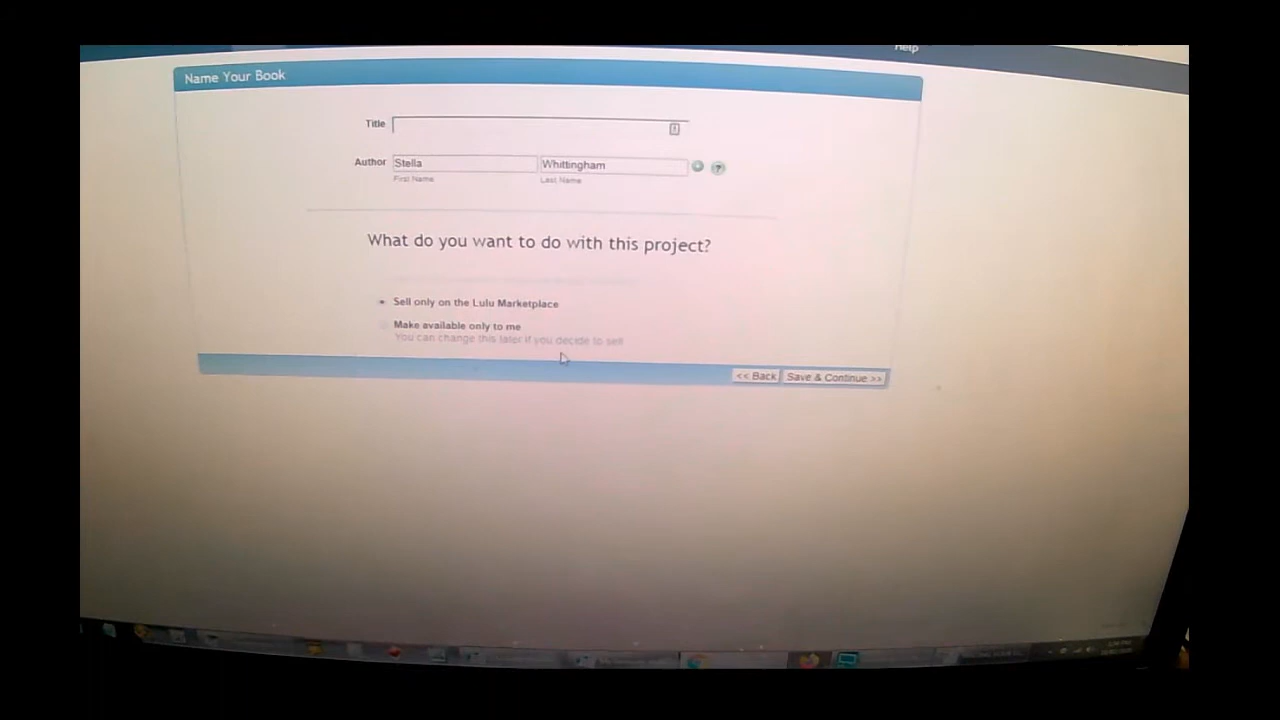 Help
Name Your Book
Title
Author Stella Whittingham ?
First Name Last Name
What do you want to do with this project?
Sell only on the Lulu Marketplace
Make available only to me
You can change this later if you decide to sell
<< Back Save & Continue >>